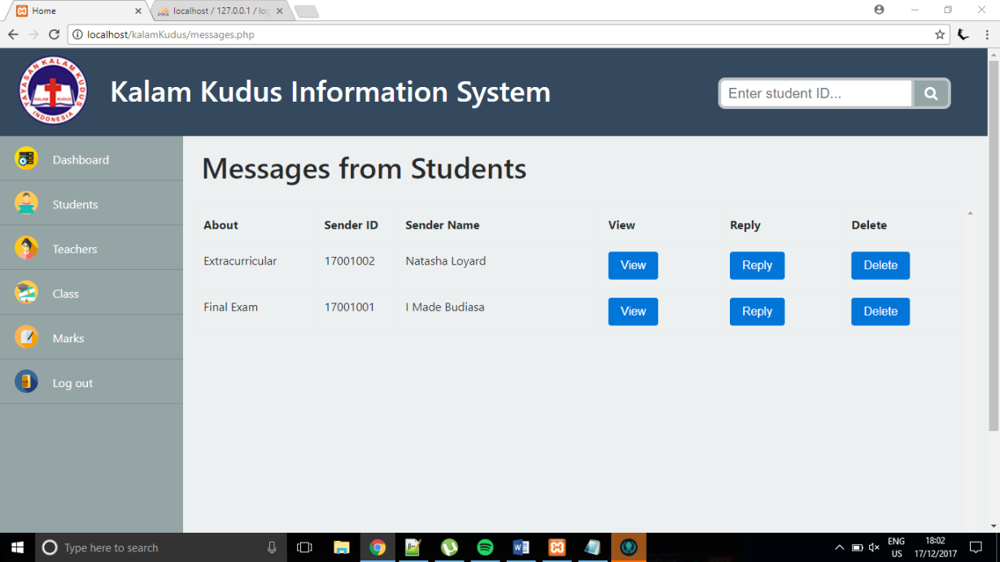 Home
localhost / 127.0.0.1 / log
localhost/kalamKudus/messages.php
YAYASAN KALAM KUDUS
KALAM KUDUS
INDONESIA
Kalam Kudus Information System
Enter student ID...
Dashboard
Students
Teachers
Class
Marks
Log out
Messages from Students
About Sender ID Sender Name View Reply Delete
Extracurricular 17001002 Natasha Loyard View Reply Delete
Final Exam 17001001 I Made Budiasa View Reply Delete
Type here to search
ENG
US
18:02
17/12/2017